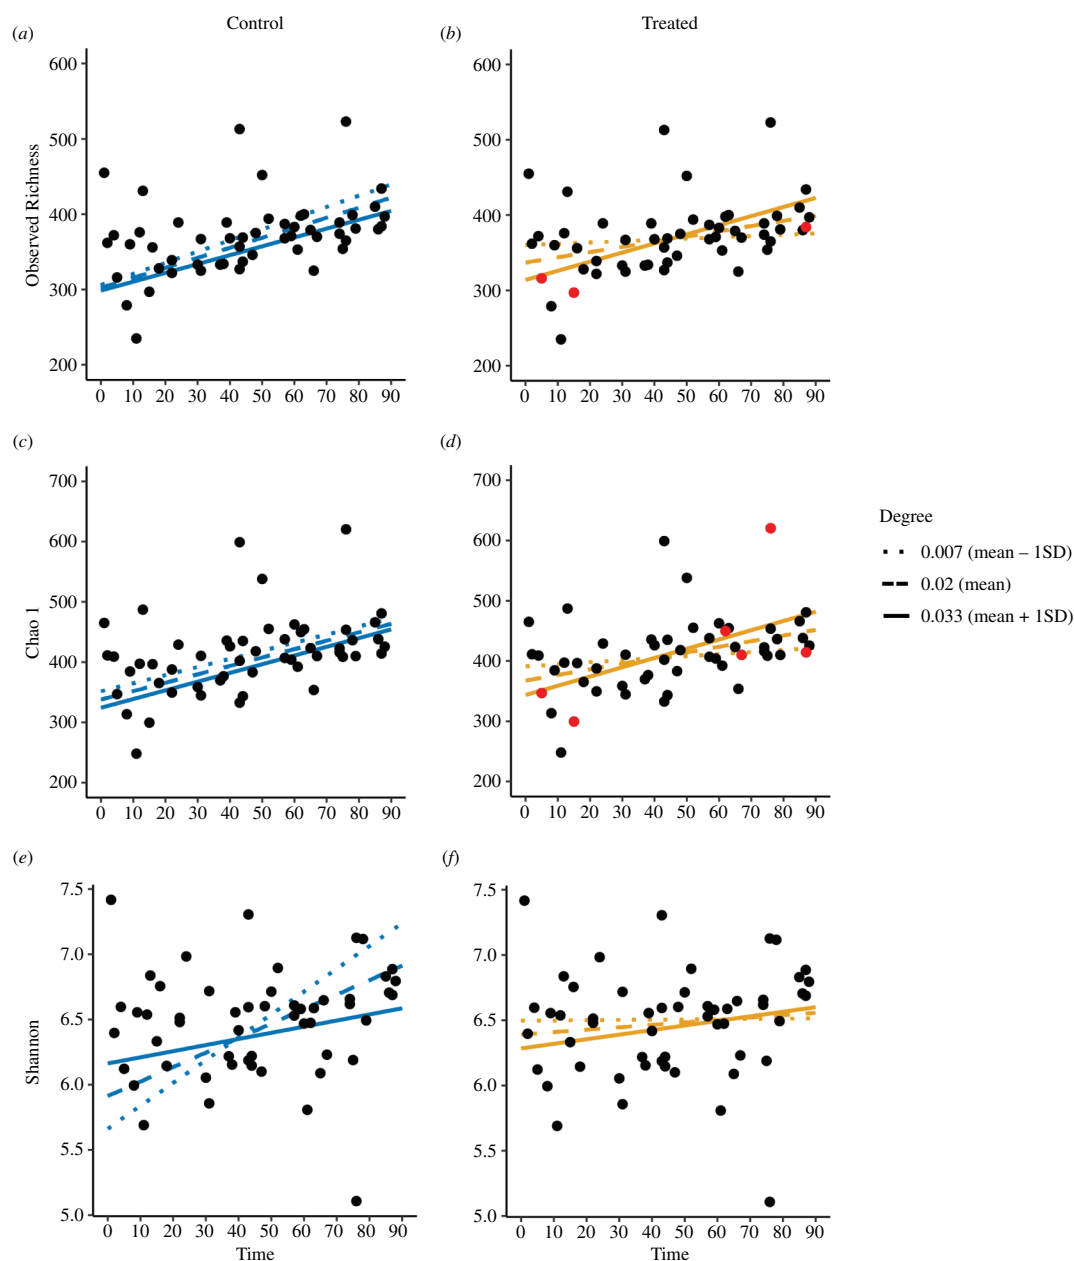 Control
Treated
(a)
(b)
Observed Richness
600
500
400
300
200
0 10 20 30 40 50 60 70 80 90
600
500
400
300
200
0 10 20 30 40 50 60 70 80 90
(c)
(d)
Chao 1
700
600
500
400
300
200
0 10 20 30 40 50 60 70 80 90
700
600
500
400
300
200
0 10 20 30 40 50 60 70 80 90
Degree
0.007 (mean – 1SD)
0.02 (mean)
0.033 (mean + 1SD)
(e)
(f)
Shannon
7.5
7.0
6.5
6.0
5.5
5.0
0 10 20 30 40 50 60 70 80 90
Time
7.5
7.0
6.5
6.0
5.5
5.0
0 10 20 30 40 50 60 70 80 90
Time